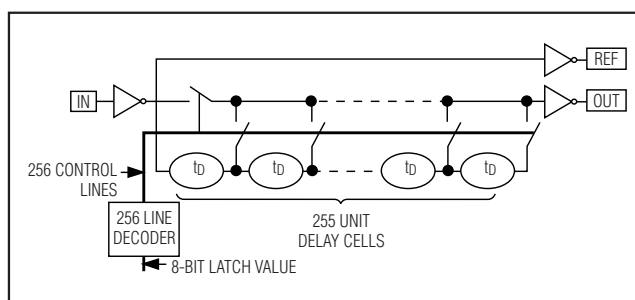 REF
IN
OUT
256 CONTROL
LINES
tD
tD
tD
tD
256 LINE
DECODER
255 UNIT
DELAY CELLS
8-BIT LATCH VALUE